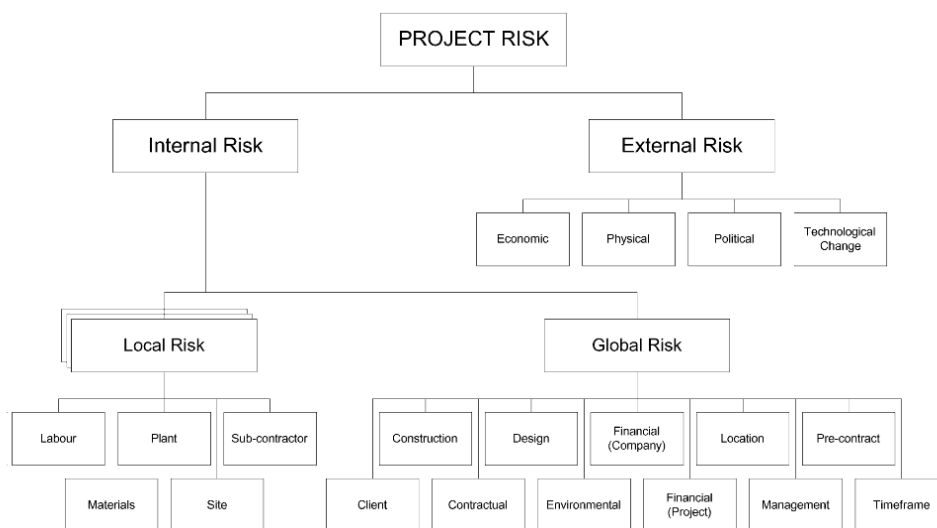 PROJECT RISK
Internal Risk
External Risk
Economic
Physical
Political
Technological
Change
Local Risk
Global Risk
Labour
Plant
Sub-contractor
Construction
Design
Financial
(Company)
Location
Pre-contract
Materials
Site
Client
Contractual
Environmental
Financial
(Project)
Management
Timeframe